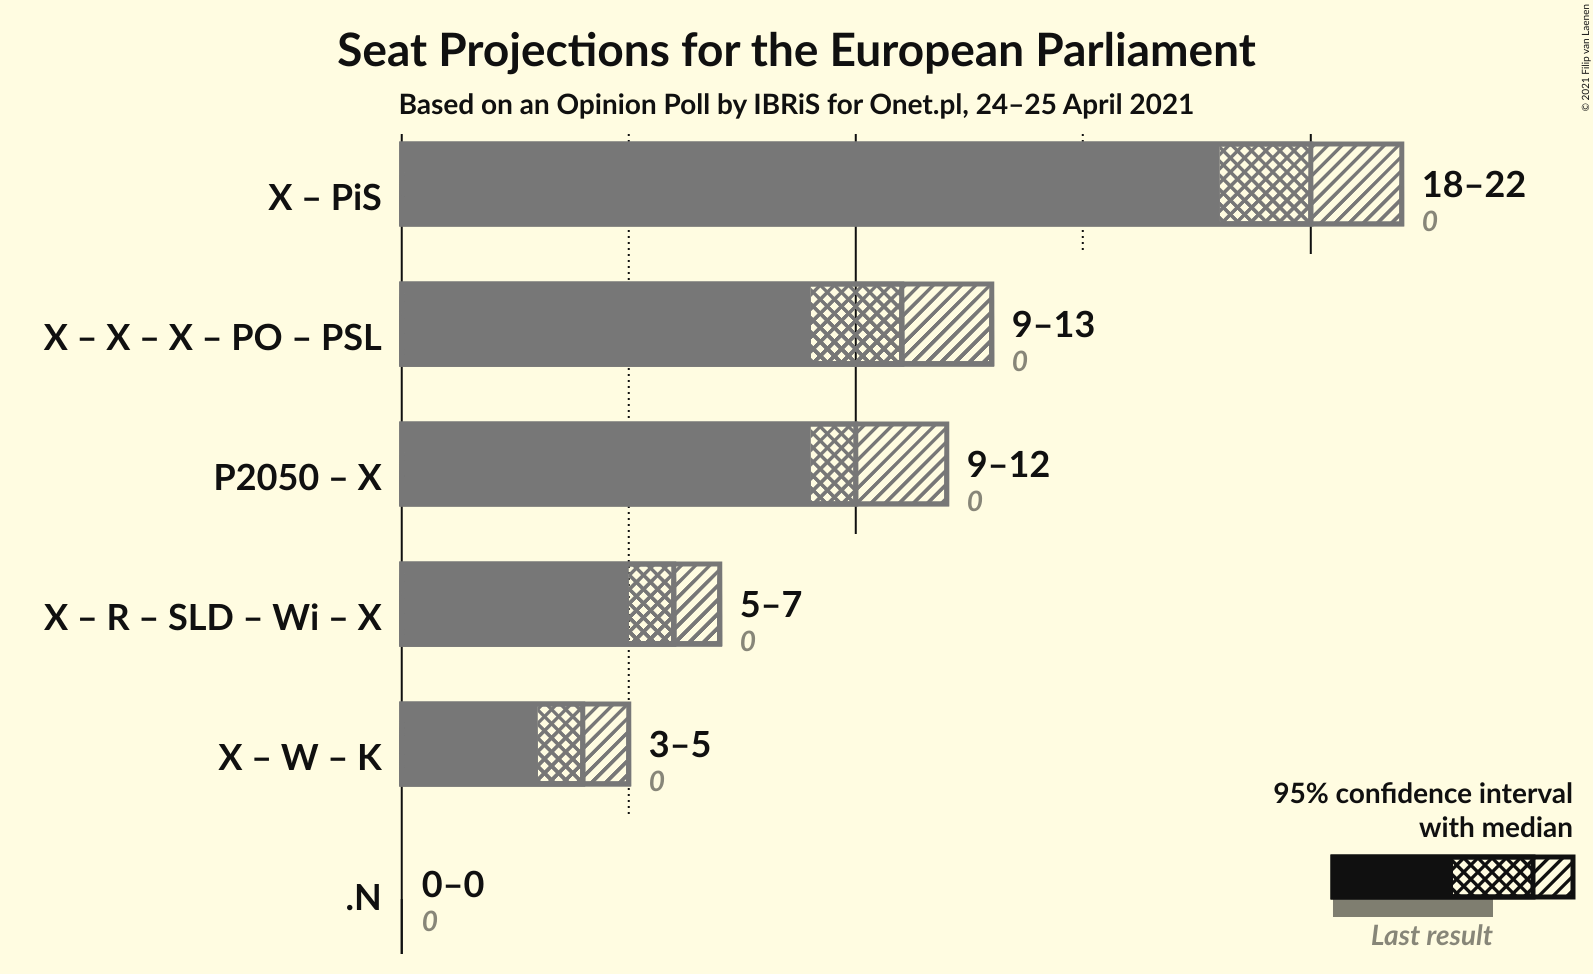 Seat Projections for the European Parliament
Based on an Opinion Poll by IBRiS for Onet.pl, 24–25 April 2021
© 2021 Filip van Laenen
X – PiS
18–22
0
X – X – X – PO – PSL
9–13
0
P2050 – X
9–12
0
X – R – SLD – Wi – X
5–7
0
X – W – K
3–5
0
.N
0–0
0
95% confidence interval
with median
Last result